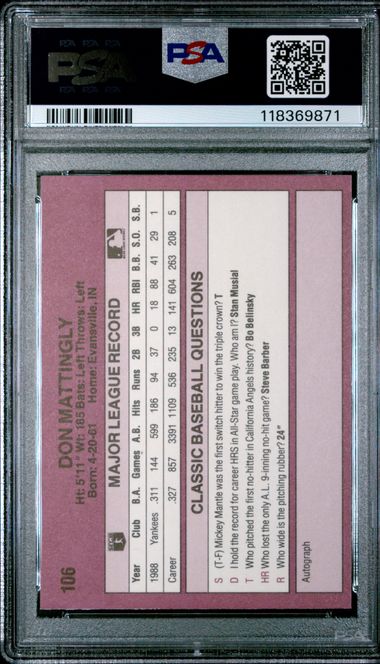 PSA
PSA
118369871
106
DON MATTINGLY
Ht: 5'11" Wt: 185 Bats: Left Throws: Left
Born: 4-20-61 Home: Evansville, IN
MAJOR LEAGUE RECORD
Year Club B.A. Games A.B. Hits Runs 2B 3B HR RBI B.B. S.O. S.B.
1988 Yankees .311 144 599 186 94 37 0 18 88 41 29 1
Career .327 857 3391 1109 536 235 13 141 604 263 208 5
CLASSIC BASEBALL QUESTIONS
S (T-F) Mickey Mantle was the first switch hitter to win the triple crown? T
D I hold the record for career HRS in All-Star game play. Who am I? Stan Musial
T Who pitched the first no-hitter in California Angels history? Bo Belinsky
HR Who lost the only A.L. 9-inning no-hit game? Steve Barber
R Who wide is the pitching rubber? 24"
Autograph